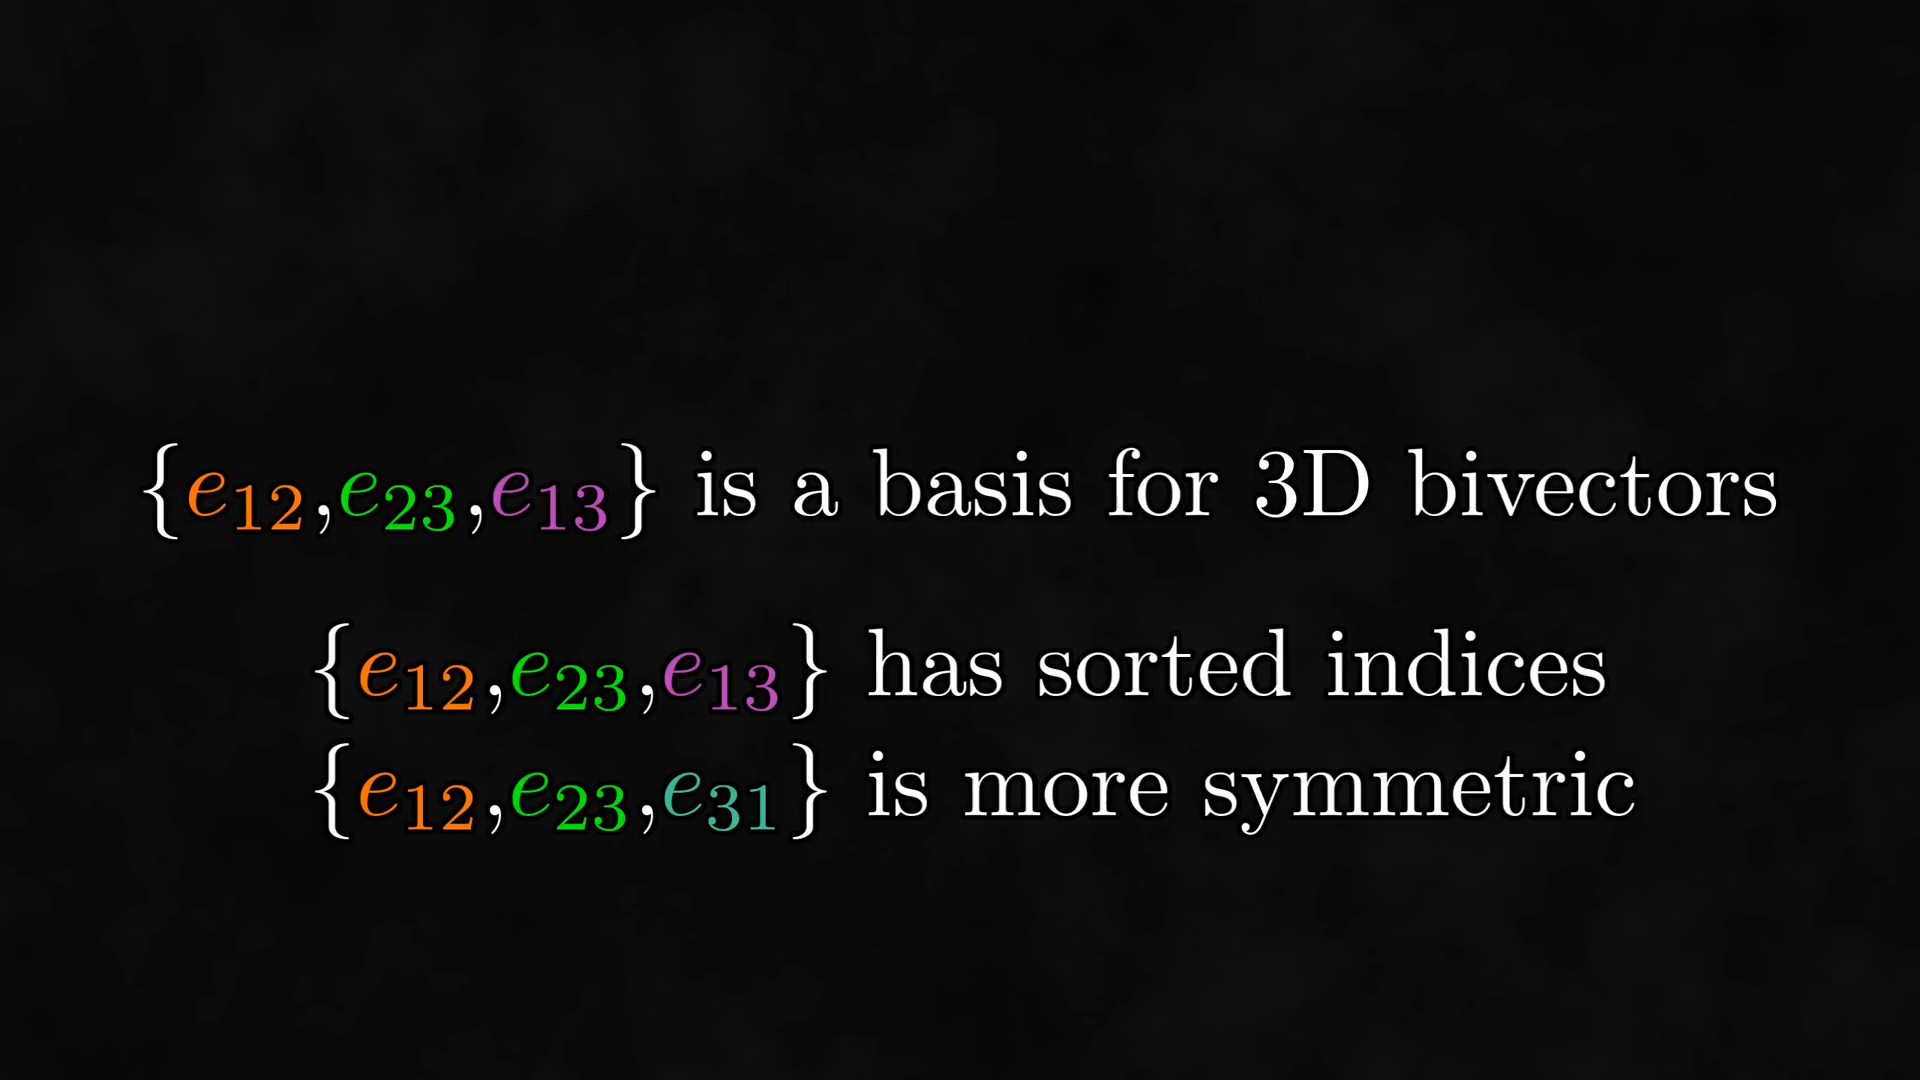 {e₁₂,e₂₃,e₁₃} is a basis for 3D bivectors
{e₁₂,e₂₃,e₁₃} has sorted indices
{e₁₂,e₂₃,e₃₁} is more symmetric